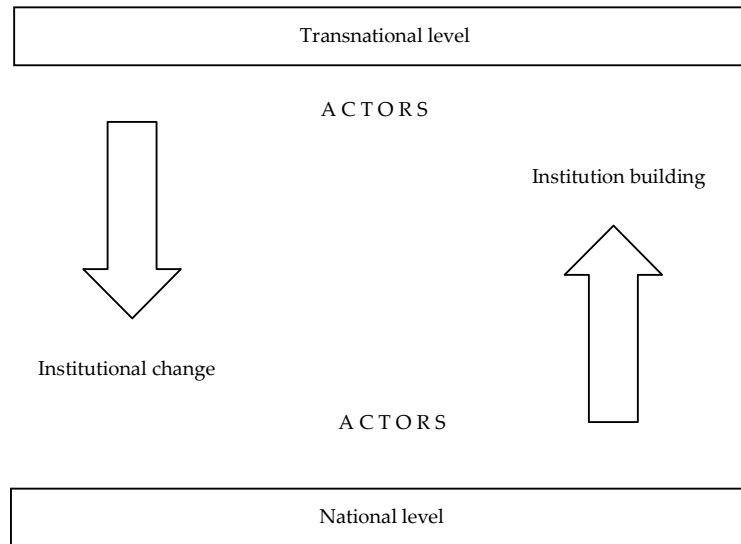 Transnational level
A C T O R S
Institution building
Institutional change
A C T O R S
National level